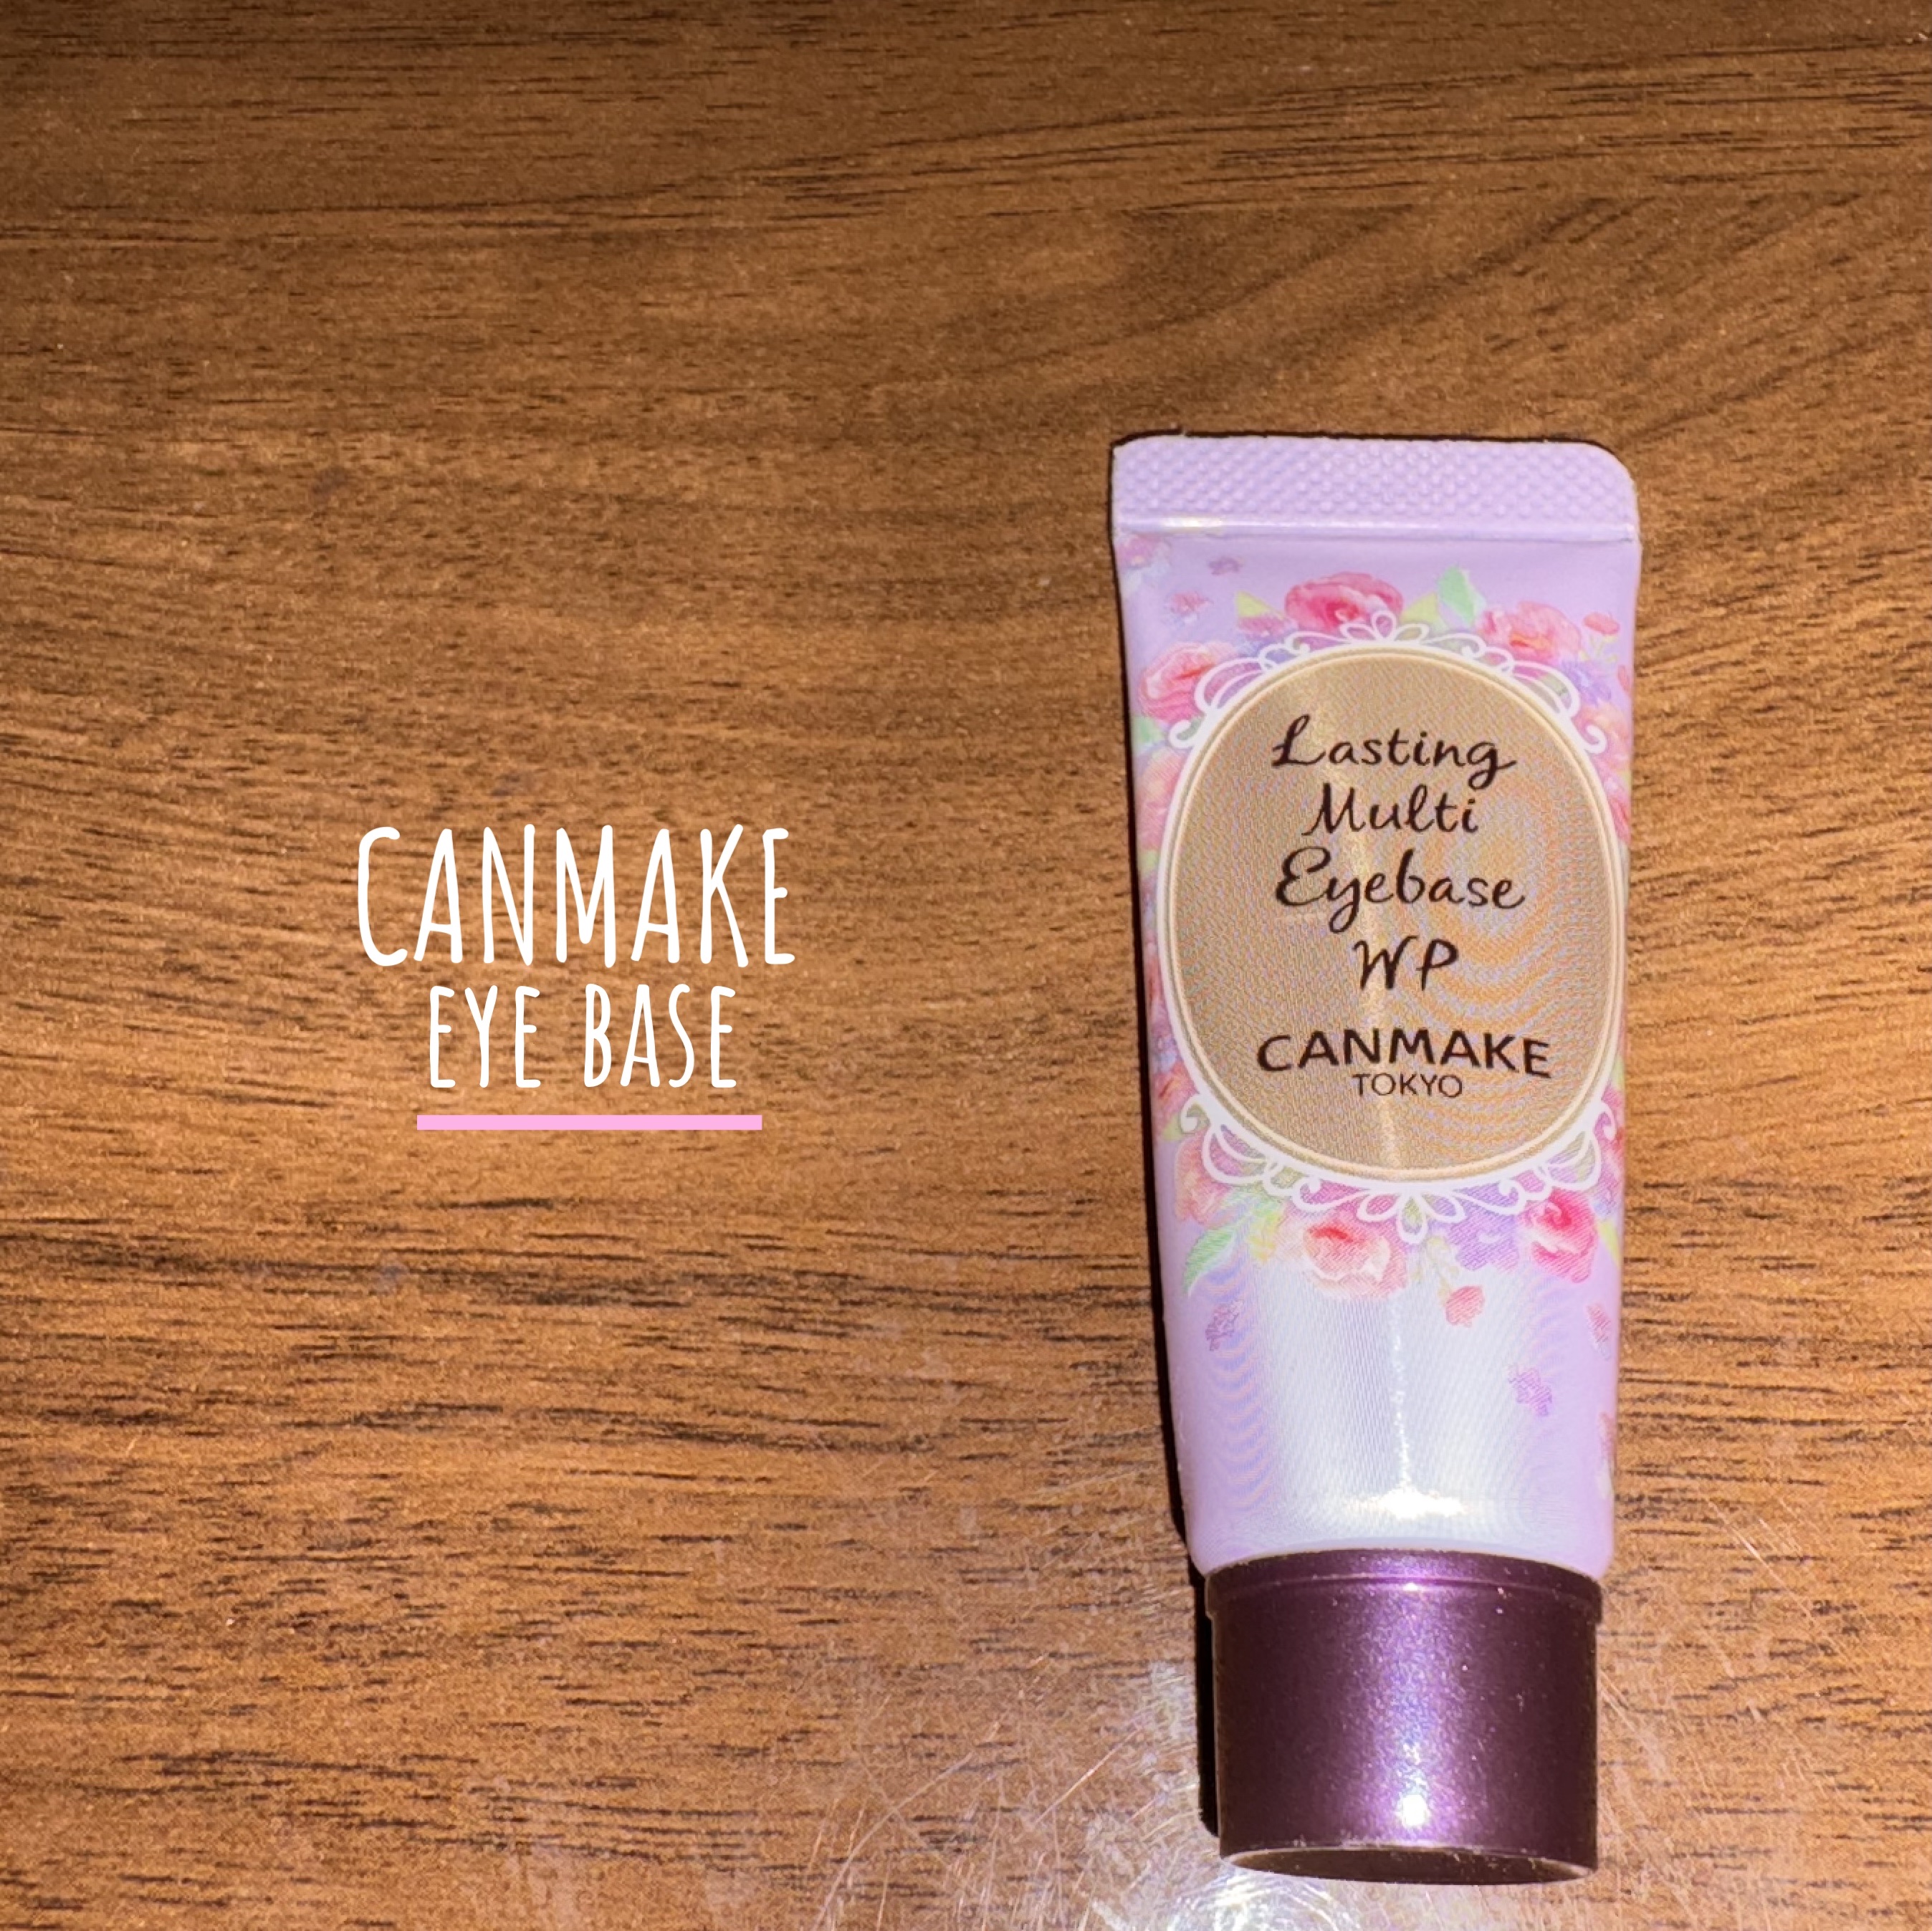 CANMAKE
EYE BASE
Lasting
Multi
Eyebase
WP
CANMAKE
TOKYO